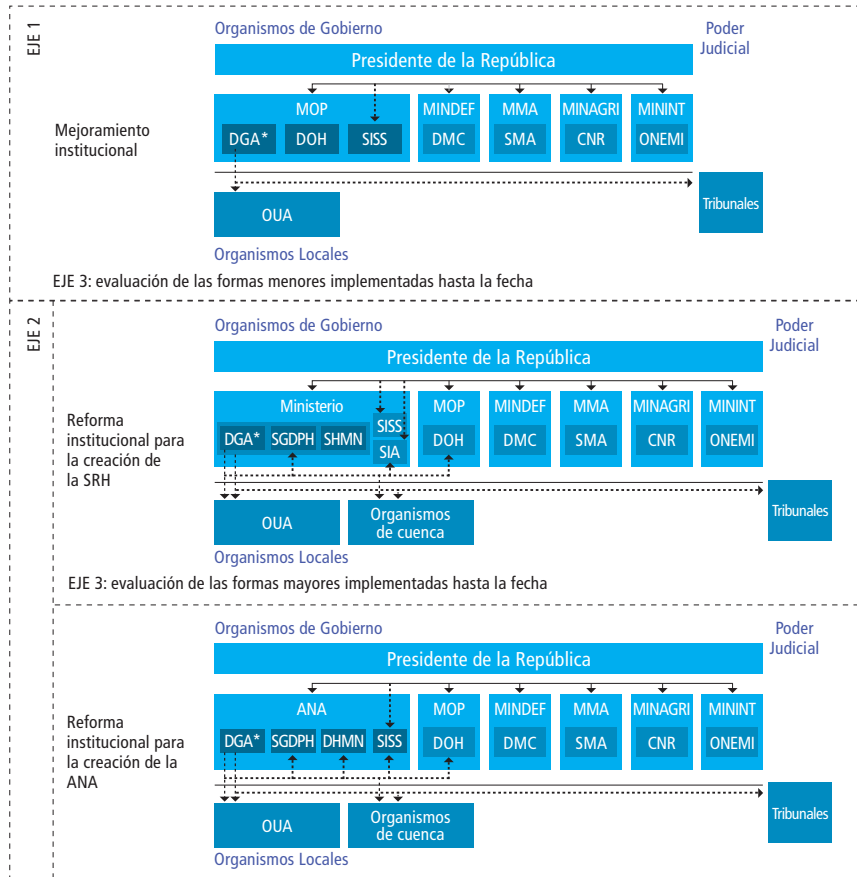 EJE 1
Organismos de Gobierno
Poder
Judicial
Presidente de la República
Mejoramiento
institucional
MOP
MINDEF
MMA
MINAGRI
MININT
DGA*
DOH
SISS
DMC
SMA
CNR
ONEMI
OUA
Tribunales
Organismos Locales
EJE 3: evaluación de las formas menores implementadas hasta la fecha
EJE 2
Organismos de Gobierno
Poder
Judicial
Presidente de la República
Reforma
institucional para
la creación de
la SRH
Ministerio
MOP
MINDEF
MMA
MINAGRI
MININT
DGA*
SGDPH
SHMN
SISS
SIA
DOH
DMC
SMA
CNR
ONEMI
OUA
Organismos
de cuenca
Tribunales
Organismos Locales
EJE 3: evaluación de las formas mayores implementadas hasta la fecha
Organismos de Gobierno
Poder
Judicial
Presidente de la República
Reforma
institucional para
la creación de la
ANA
ANA
MOP
MINDEF
MMA
MINAGRI
MININT
DGA*
SGDPH
DHMN
SISS
DOH
DMC
SMA
CNR
ONEMI
OUA
Organismos
de cuenca
Tribunales
Organismos Locales